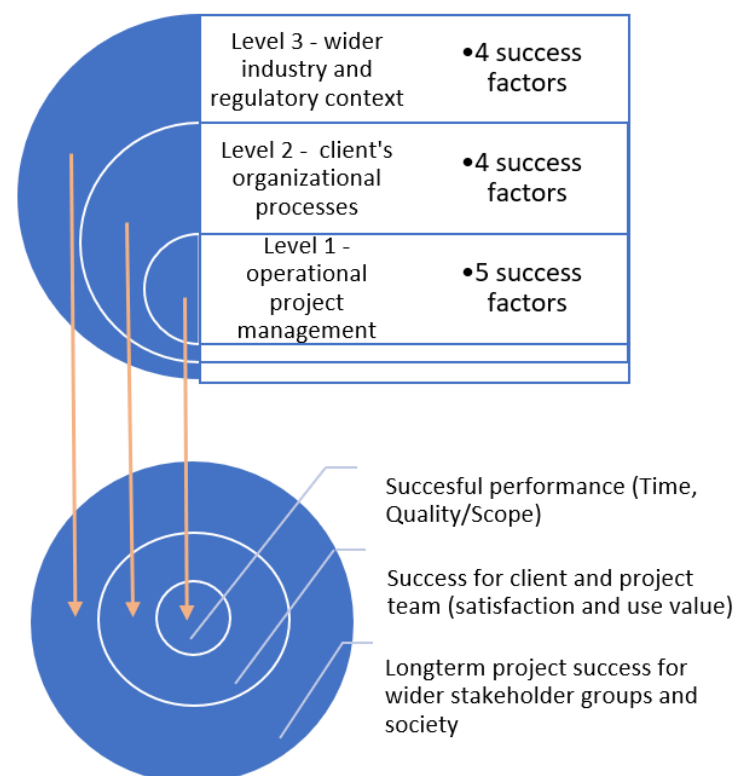 Level 3 - wider
industry and
regulatory context
•4 success
factors
Level 2 -  client's
organizational
processes
•4 success
factors
Level 1 -
operational
project
management
•5 success
factors
Succesful performance (Time,
Quality/Scope)
Success for client and project
team (satisfaction and use value)
Longterm project success for
wider stakeholder groups and
society